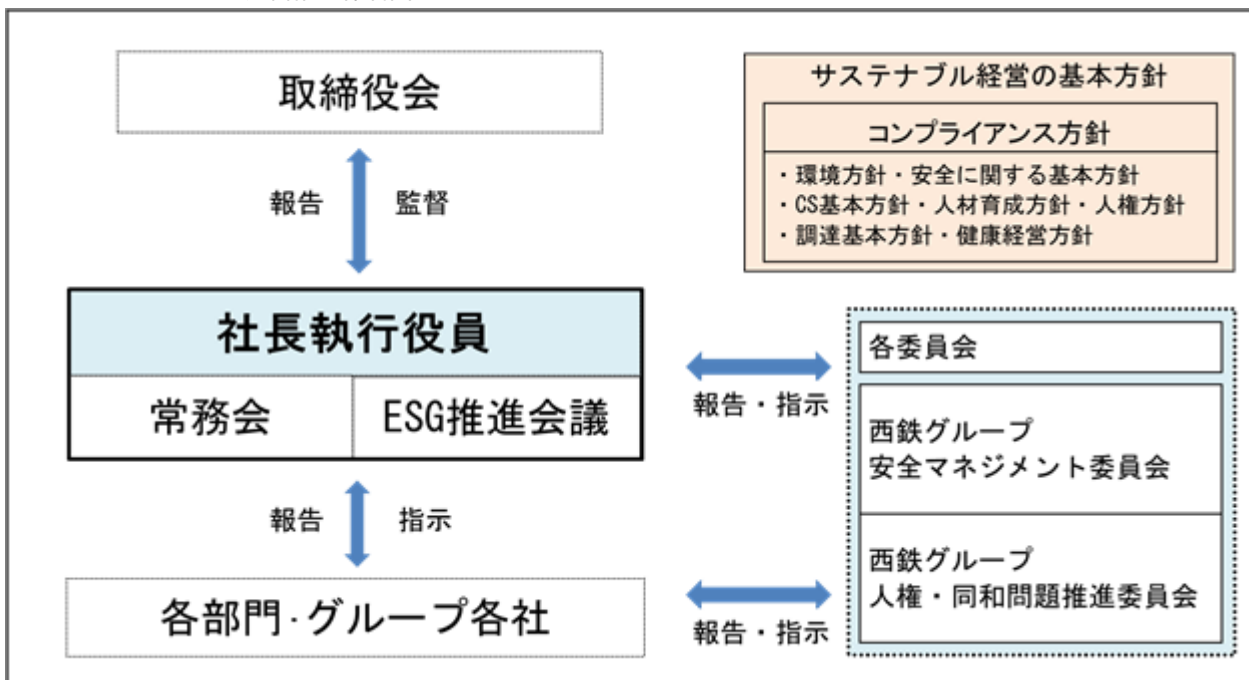 取締役会
報告 監督
社長執行役員
常務会
ESG推進会議
報告 指示
各部門・グループ各社
サステナブル経営の基本方針
コンプライアンス方針
・環境方針・安全に関する基本方針
・CS基本方針・人材育成方針・人権方針
・調達基本方針・健康経営方針
報告・指示
各委員会
西鉄グループ
安全マネジメント委員会
西鉄グループ
人権・同和問題推進委員会
報告・指示